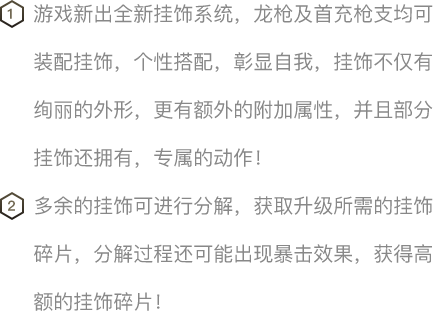 1 游戏新出全新挂饰系统，龙枪及首充枪支均可
装配挂饰，个性搭配，彰显自我，挂饰不仅有
绚丽的外形，更有额外的附加属性，并且部分
挂饰还拥有，专属的动作！
2 多余的挂饰可进行分解，获取升级所需的挂饰
碎片，分解过程还可能出现暴击效果，获得高
额的挂饰碎片！